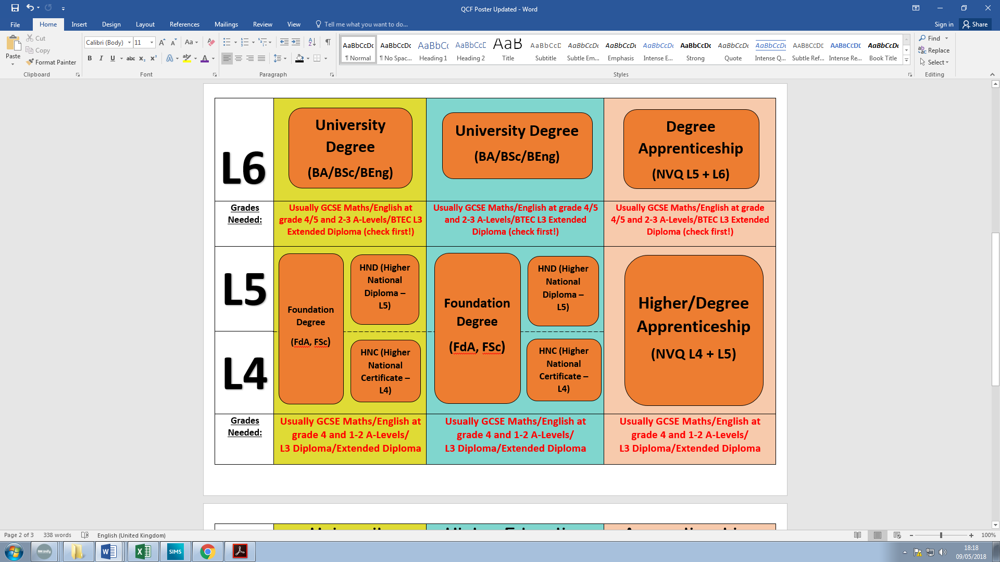 QCF Poster Updated - Word
File Home Insert Design Layout References Mailings Review View Tell me what you want to do... Sign in Share
Paste
Cut
Copy
Format Painter
Calibri (Body) 11
Aa
B I U abc X₂ X² A ab A
AaBbCcDc AaBbCcDc AaBbCc AaBbCcD AaB AaBbCcD AaBbCcDc AaBbCcDc AaBbCcDc AaBbCcDc AaBbCcDc AaBbCcDc AABBCCDE AABBCCDE AaBbCcDc
¶ Normal ¶ No Spac... Heading 1 Heading 2 Title Subtitle Subtle Em... Emphasis Intense E... Strong Quote Intense Q... Subtle Ref... Intense Re... Book Title
Find
Replace
Select
Clipboard Font Paragraph Styles Editing
L6
University
Degree
(BA/BSc/BEng)
University Degree
(BA/BSc/BEng)
Degree
Apprenticeship
(NVQ L5 + L6)
Grades
Needed:
Usually GCSE Maths/English at
grade 4/5 and 2-3 A-Levels/BTEC L3
Extended Diploma (check first!)
Usually GCSE Maths/English at grade 4/5
and 2-3 A-Levels/BTEC L3 Extended
Diploma (check first!)
Usually GCSE Maths/English at grade
4/5 and 2-3 A-Levels/BTEC L3 Extended
Diploma (check first!)
L5
L4
Foundation
Degree
(FdA, FSc)
HND (Higher
National
Diploma –
L5)
HNC (Higher
National
Certificate –
L4)
Foundation
Degree
(FdA, FSc)
HND (Higher
National
Diploma –
L5)
HNC (Higher
National
Certificate –
L4)
Higher/Degree
Apprenticeship
(NVQ L4 + L5)
Grades
Needed:
Usually GCSE Maths/English at
grade 4 and 1-2 A-Levels/
L3 Diploma/Extended Diploma
Usually GCSE Maths/English at
grade 4 and 1-2 A-Levels/
L3 Diploma/Extended Diploma
Usually GCSE Maths/English at
grade 4 and 1-2 A-Levels/
L3 Diploma/Extended Diploma
Page 2 of 3 338 words English (United Kingdom) 100%
RM Unify
SIMS
18:18
09/05/2018